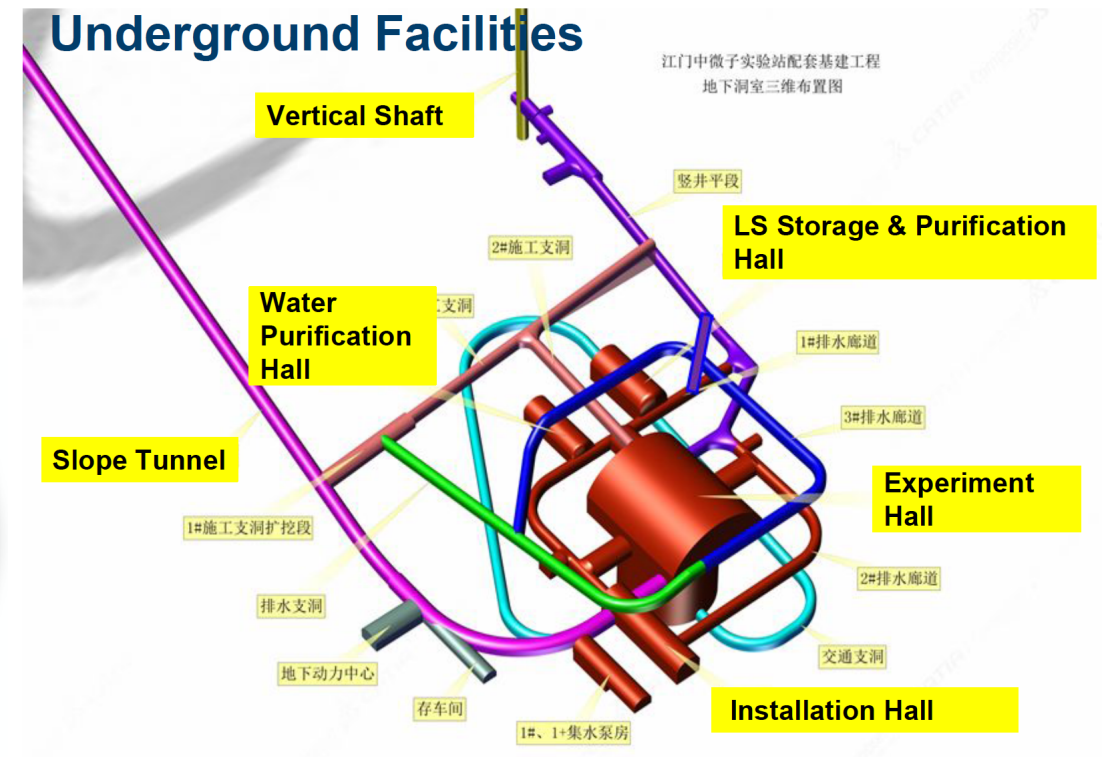 Underground Facilities
江门中微子实验站配套基建工程
地下洞室三维布置图
Vertical Shaft
竖井平段
LS Storage & Purification
Hall
2#施工支洞
Water
Purification
Hall
工支洞
1#排水廊道
3#排水廊道
Slope Tunnel
Experiment
Hall
1#施工支洞扩挖段
2#排水廊道
排水支洞
交通支洞
地下动力中心
存车间
Installation Hall
1#、1+集水泵房